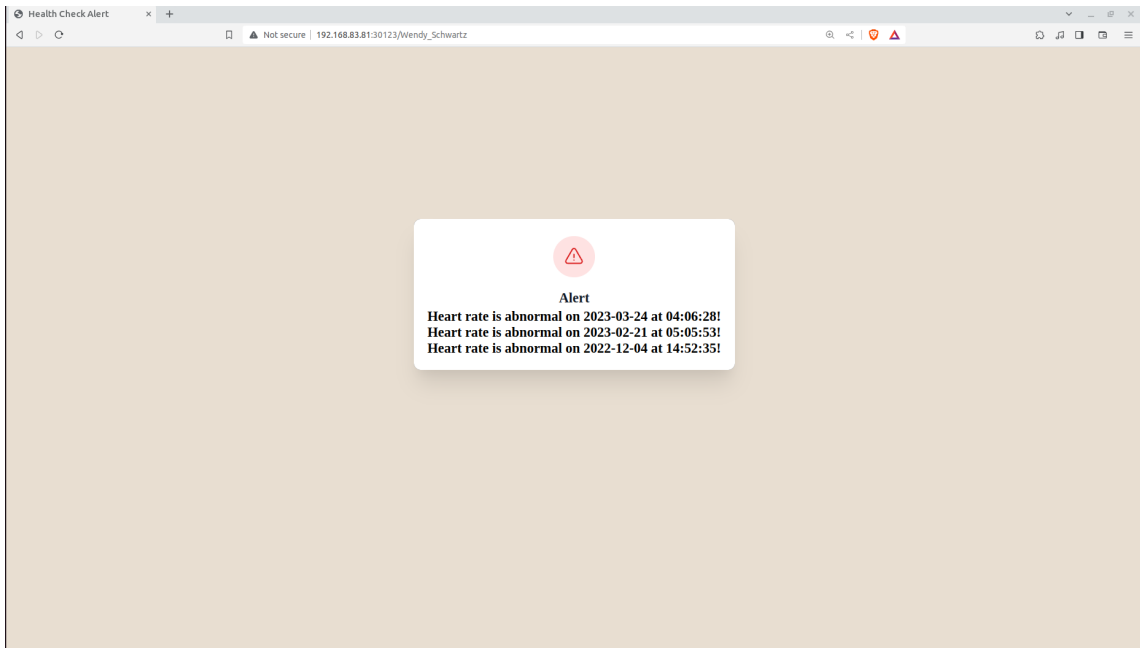 Health Check Alert
Not secure
192.168.83.81:30123/Wendy_Schwartz
Alert
Heart rate is abnormal on 2023-03-24 at 04:06:28!
Heart rate is abnormal on 2023-02-21 at 05:05:53!
Heart rate is abnormal on 2022-12-04 at 14:52:35!